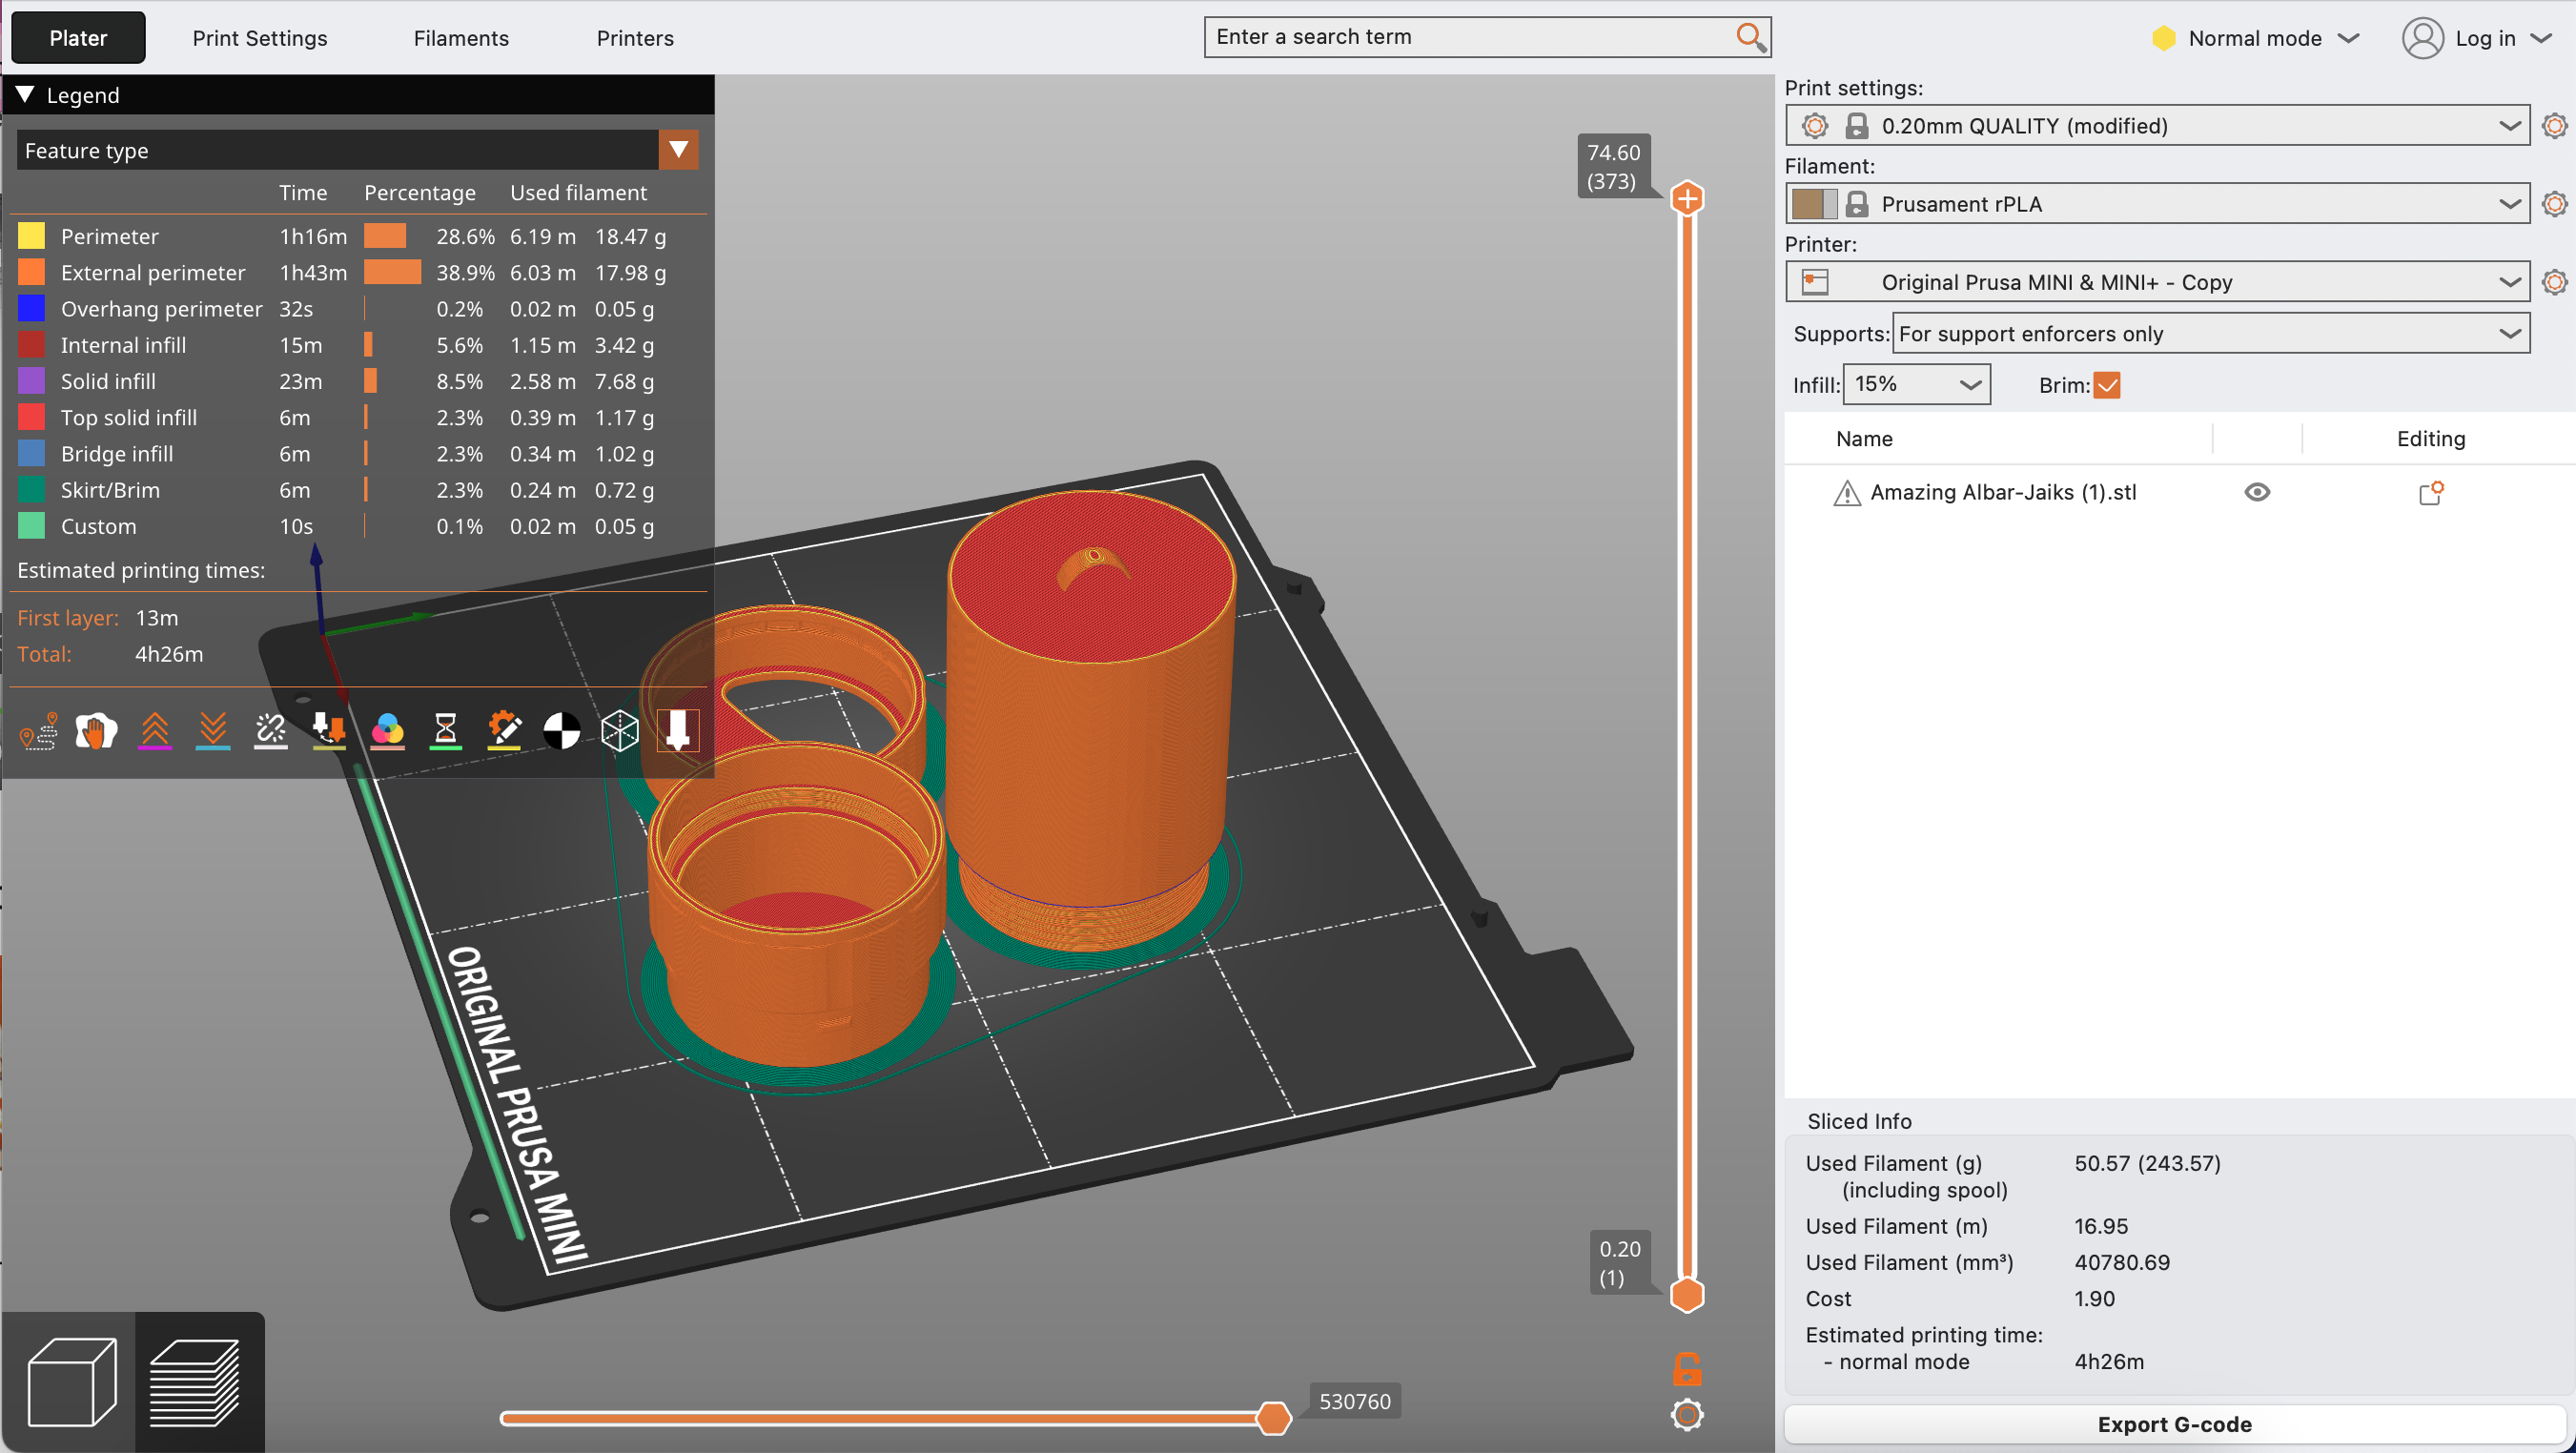 Plater Print Settings Filaments Printers Enter a search term Normal mode Log in
Legend
Feature type
Time Percentage Used filament
Perimeter 1h16m 28.6% 6.19 m 18.47 g
External perimeter 1h43m 38.9% 6.03 m 17.98 g
Overhang perimeter 32s 0.2% 0.02 m 0.05 g
Internal infill 15m 5.6% 1.15 m 3.42 g
Solid infill 23m 8.5% 2.58 m 7.68 g
Top solid infill 6m 2.3% 0.39 m 1.17 g
Bridge infill 6m 2.3% 0.34 m 1.02 g
Skirt/Brim 6m 2.3% 0.24 m 0.72 g
Custom 10s 0.1% 0.02 m 0.05 g
Estimated printing times:
First layer: 13m
Total: 4h26m
ORIGINAL PRUSA MINI
74.60
(373)
0.20
(1)
530760
Print settings:
0.20mm QUALITY (modified)
Filament:
Prusament rPLA
Printer:
Original Prusa MINI & MINI+ - Copy
Supports: For support enforcers only
Infill: 15% Brim:
Name Editing
Amazing Albar-Jaiks (1).stl
Sliced Info
Used Filament (g) 50.57 (243.57)
(including spool)
Used Filament (m) 16.95
Used Filament (mm³) 40780.69
Cost 1.90
Estimated printing time:
- normal mode 4h26m
Export G-code